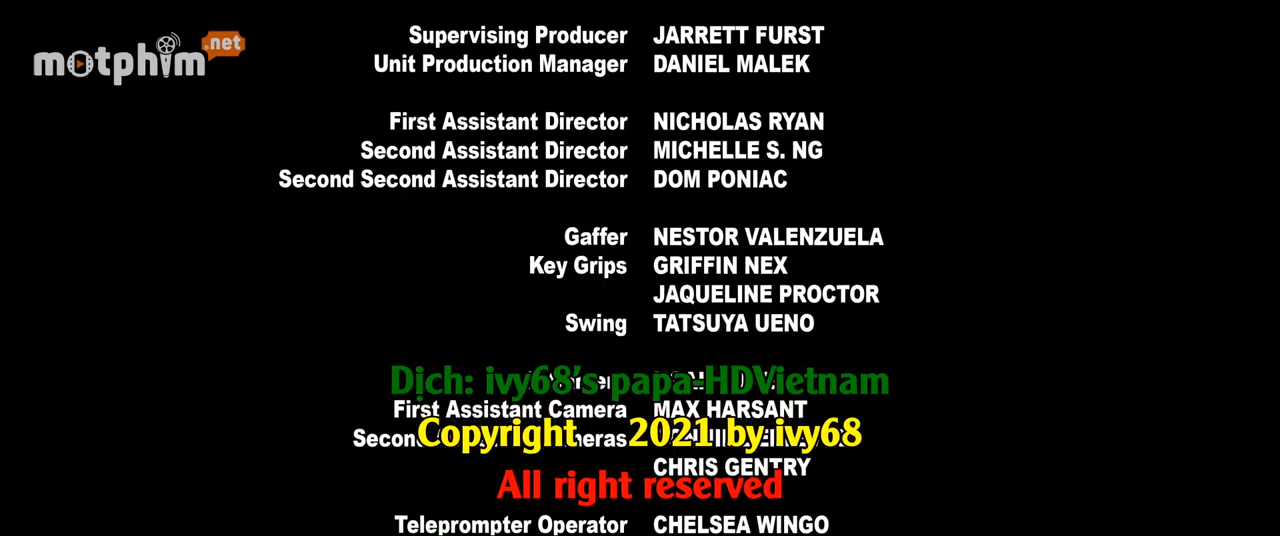 motphim.net
Supervising Producer JARRETT FURST
Unit Production Manager DANIEL MALEK
First Assistant Director NICHOLAS RYAN
Second Assistant Director MICHELLE S. NG
Second Second Assistant Director DOM PONIAC
Gaffer NESTOR VALENZUELA
Key Grips GRIFFIN NEX
JAQUELINE PROCTOR
Swing TATSUYA UENO
Dịch: ivy68's papa-HDVietnam
First Assistant Camera MAX HARSANT
Copyright 2021 by ivy68
Second
CHRIS GENTRY
All right reserved
Teleprompter Operator CHELSEA WINGO